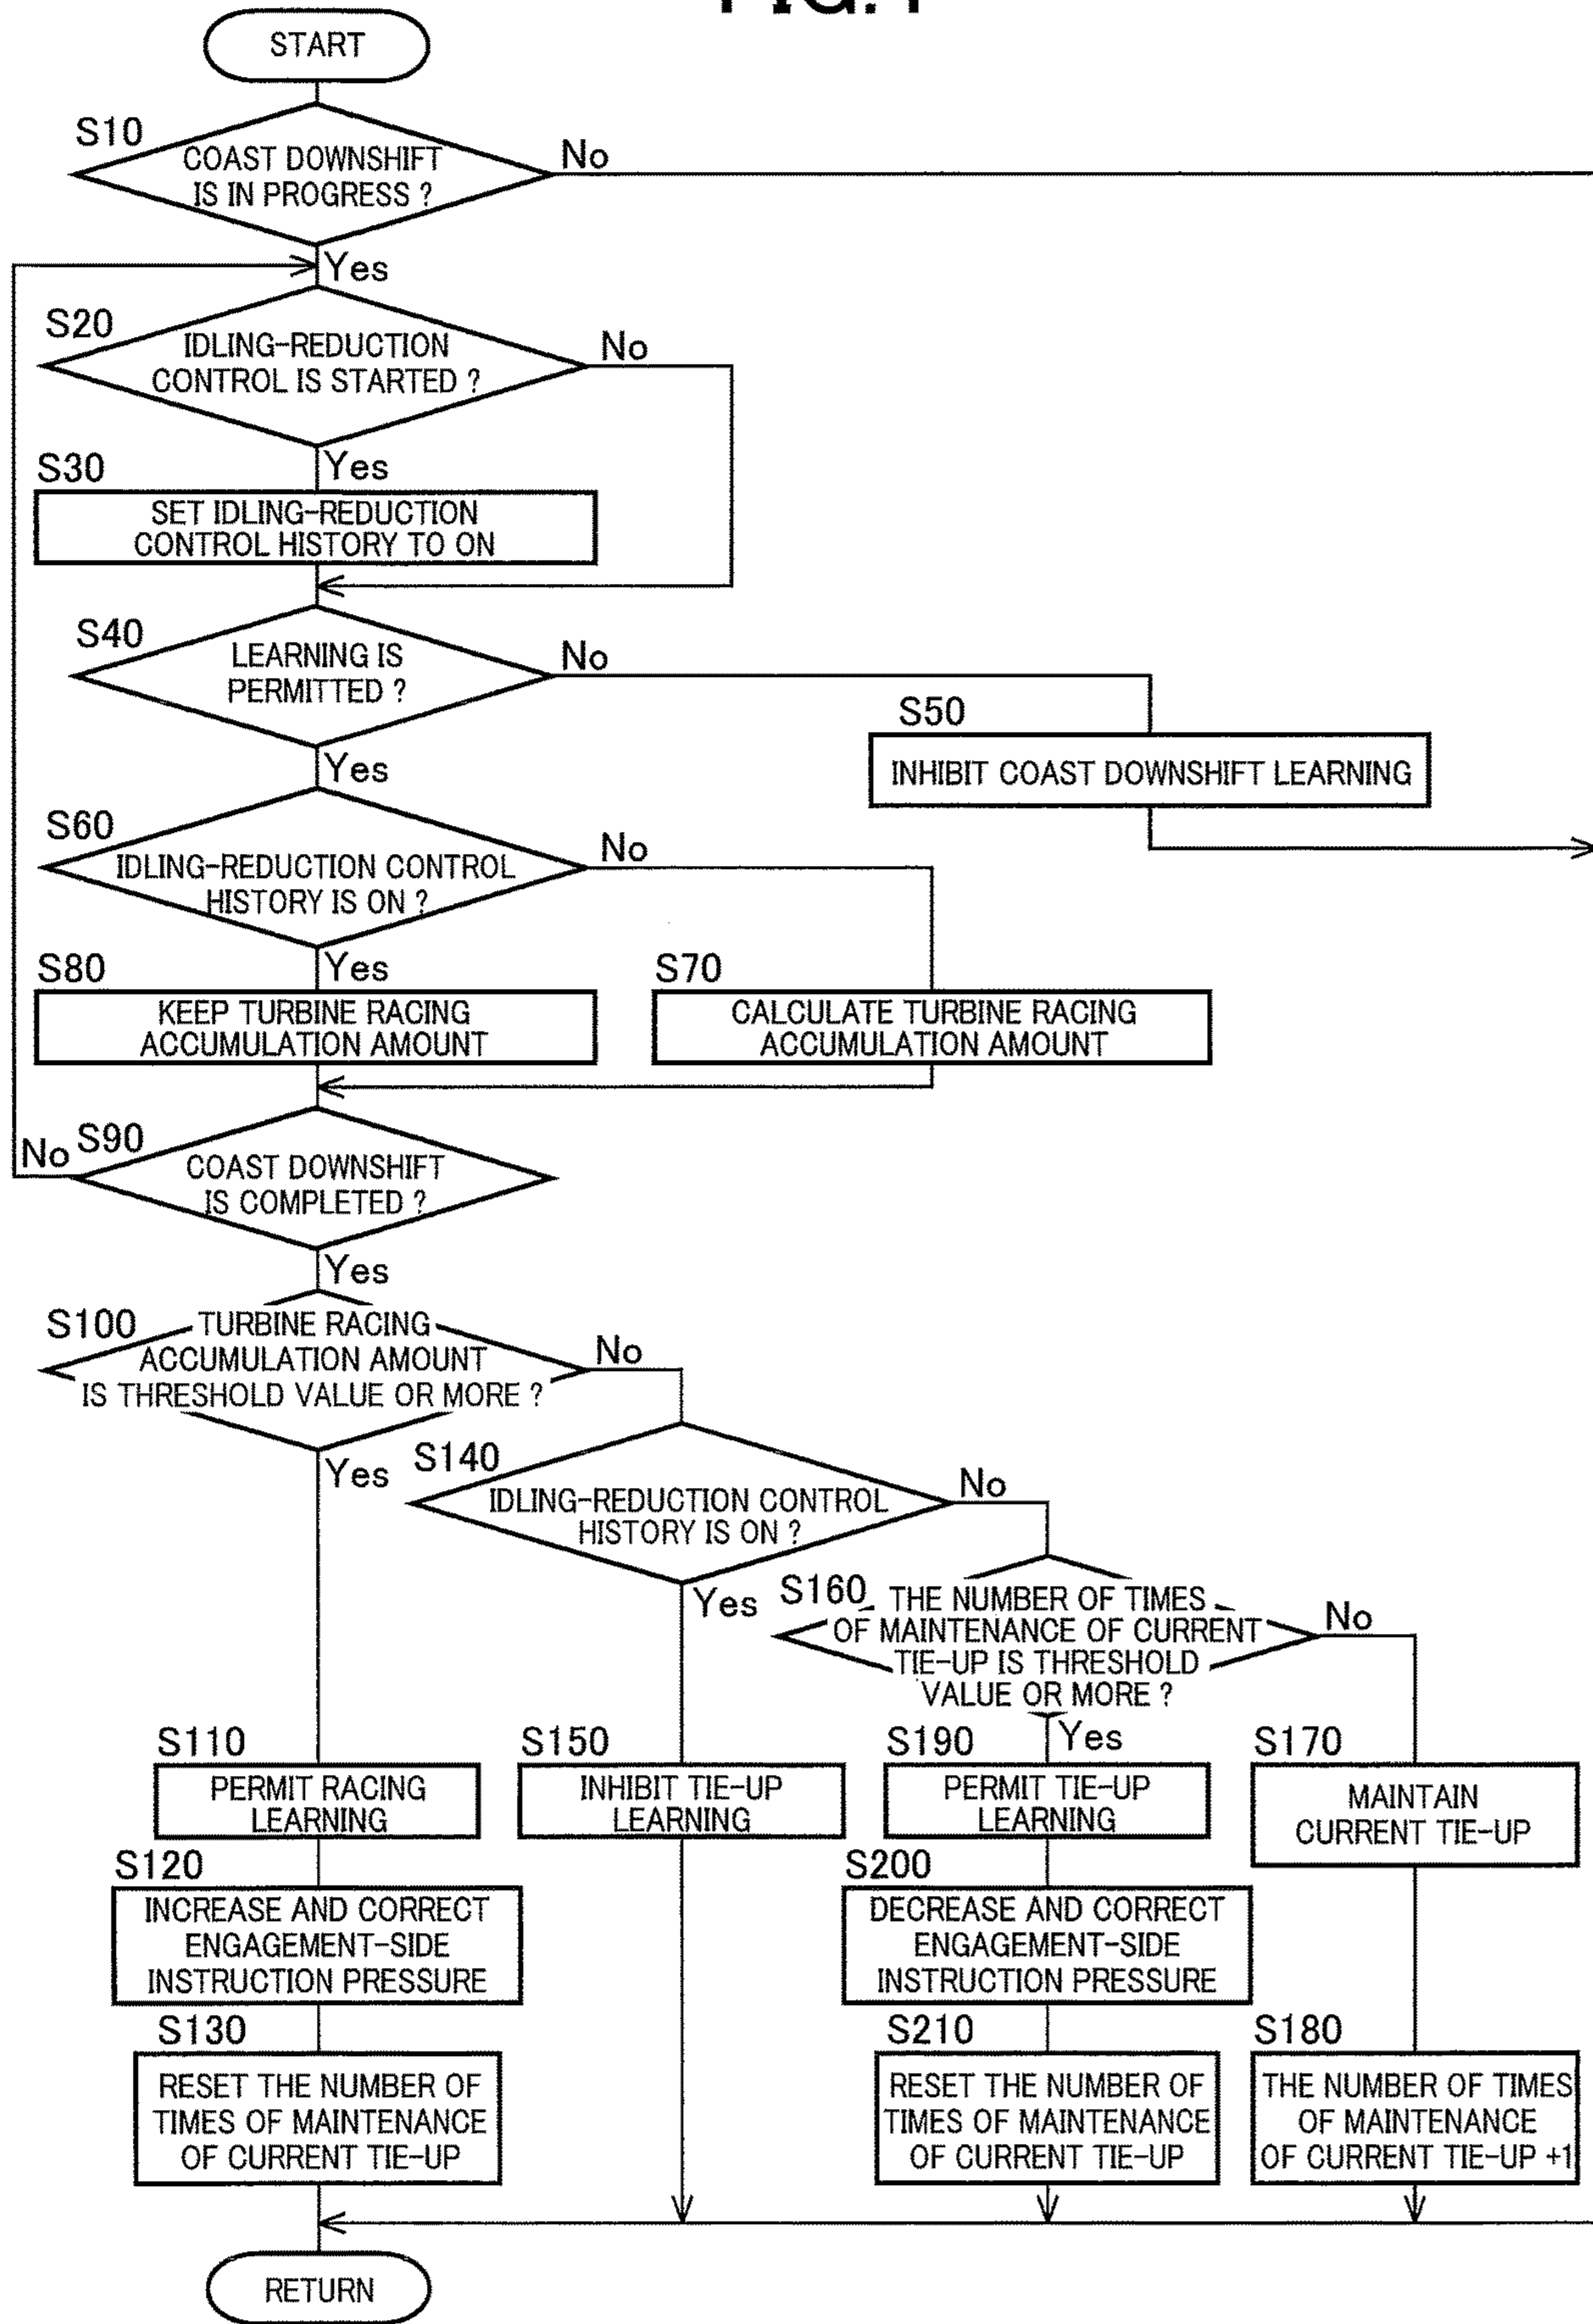 START
S10
COAST DOWNSHIFT
IS IN PROGRESS ?
No
Yes
S20
IDLING-REDUCTION
CONTROL IS STARTED ?
No
Yes
S30
SET IDLING-REDUCTION
CONTROL HISTORY TO ON
S40
LEARNING IS
PERMITTED ?
No
S50
INHIBIT COAST DOWNSHIFT LEARNING
Yes
S60
IDLING-REDUCTION CONTROL
HISTORY IS ON ?
No
Yes
S80
KEEP TURBINE RACING
ACCUMULATION AMOUNT
S70
CALCULATE TURBINE RACING
ACCUMULATION AMOUNT
No
S90
COAST DOWNSHIFT
IS COMPLETED ?
Yes
S100
TURBINE RACING
ACCUMULATION AMOUNT
IS THRESHOLD VALUE OR MORE ?
No
Yes
S140
IDLING-REDUCTION CONTROL
HISTORY IS ON ?
No
Yes
S160
THE NUMBER OF TIMES
OF MAINTENANCE OF CURRENT
TIE-UP IS THRESHOLD
VALUE OR MORE ?
No
Yes
S110
PERMIT RACING
LEARNING
S150
INHIBIT TIE-UP
LEARNING
S190
PERMIT TIE-UP
LEARNING
S170
MAINTAIN
CURRENT TIE-UP
S120
INCREASE AND CORRECT
ENGAGEMENT-SIDE
INSTRUCTION PRESSURE
S200
DECREASE AND CORRECT
ENGAGEMENT-SIDE
INSTRUCTION PRESSURE
S130
RESET THE NUMBER OF
TIMES OF MAINTENANCE
OF CURRENT TIE-UP
S210
RESET THE NUMBER OF
TIMES OF MAINTENANCE
OF CURRENT TIE-UP
S180
THE NUMBER OF TIMES
OF MAINTENANCE
OF CURRENT TIE-UP +1
RETURN